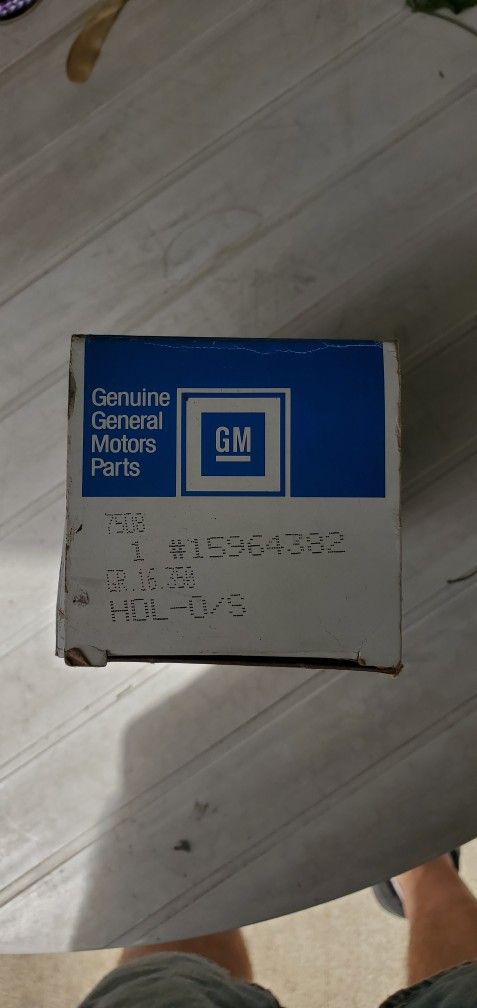 Genuine
General
Motors
Parts
GM
7508
1 #15964382
GR.16.350
HDL-O/S